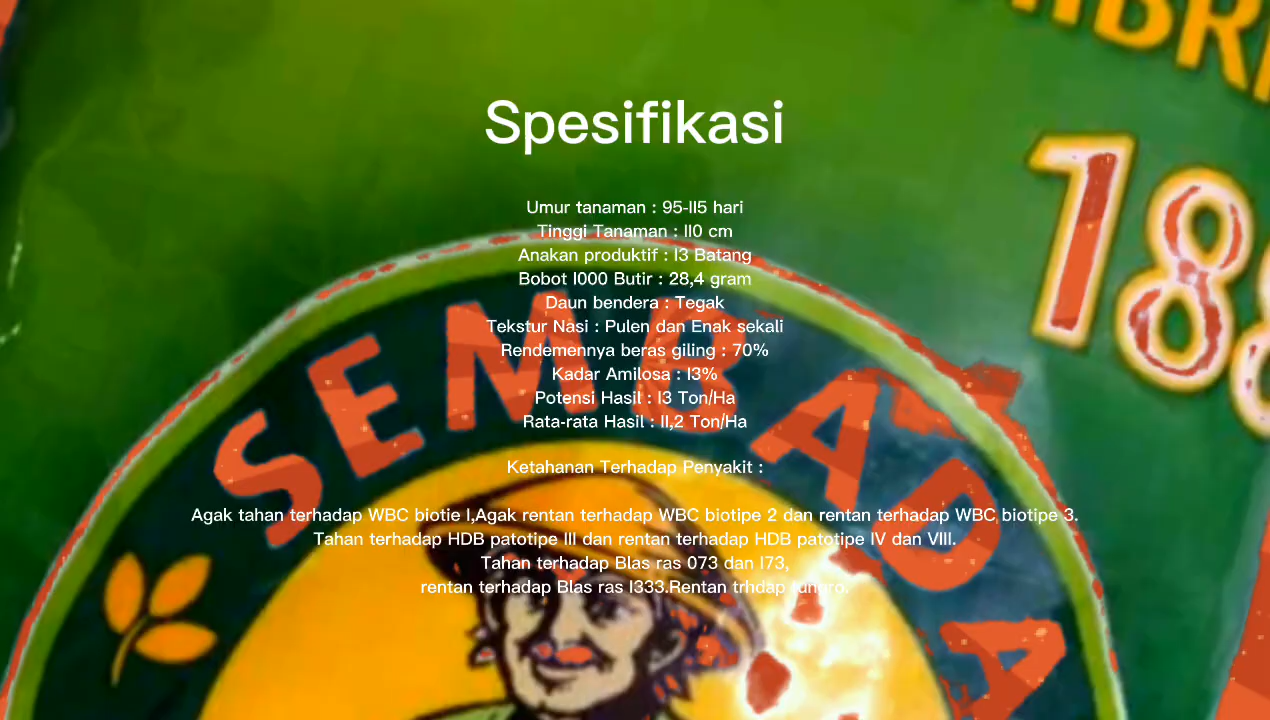 HIBRI
188
Spesifikasi
Umur tanaman : 95-115 hari
Tinggi Tanaman : 110 cm
Anakan produktif : 13 Batang
Bobot 1000 Butir : 28,4 gram
Daun bendera : Tegak
Tekstur Nasi : Pulen dan Enak sekali
Rendemennya beras giling : 70%
Kadar Amilosa : 13%
Potensi Hasil : 13 Ton/Ha
Rata-rata Hasil : 11,2 Ton/Ha
Ketahanan Terhadap Penyakit :
Agak tahan terhadap WBC biotie 1,Agak rentan terhadap WBC biotipe 2 dan rentan terhadap WBC biotipe 3.
Tahan terhadap HDB patotipe III dan rentan terhadap HDB patotipe IV dan VIII.
Tahan terhadap Blas ras 073 dan 173,
rentan terhadap Blas ras 1333.Rentan trhdap tungro.
SEMBADA